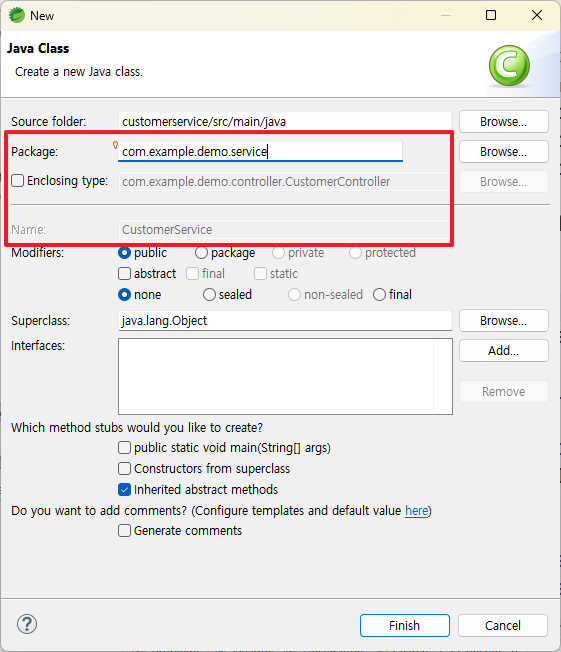 New
Java Class
Create a new Java class.
C
Source folder: customerservice/src/main/java Browse...
Package: com.example.demo.service Browse...
Enclosing type: com.example.demo.controller.CustomerController Browse...
Name: CustomerService
Modifiers: public package private protected
abstract final static
none sealed non-sealed final
Superclass: java.lang.Object Browse...
Interfaces: Add...
Remove
Which method stubs would you like to create?
public static void main(String[] args)
Constructors from superclass
Inherited abstract methods
Do you want to add comments? (Configure templates and default value here)
Generate comments
? Finish Cancel